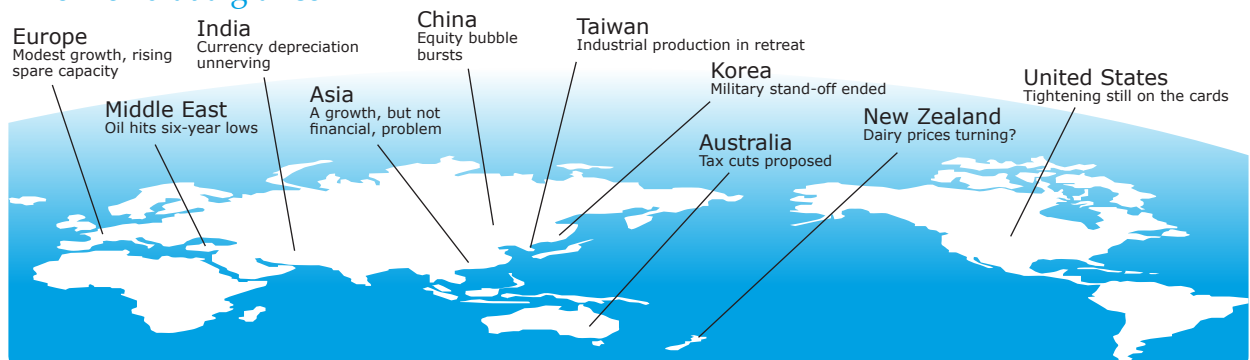 Europe
Modest growth, rising
spare capacity
India
Currency depreciation
unnerving
China
Equity bubble
bursts
Taiwan
Industrial production in retreat
Middle East
Oil hits six-year lows
Asia
A growth, but not
financial, problem
Korea
Military stand-off ended
Australia
Tax cuts proposed
New Zealand
Dairy prices turning?
United States
Tightening still on the cards